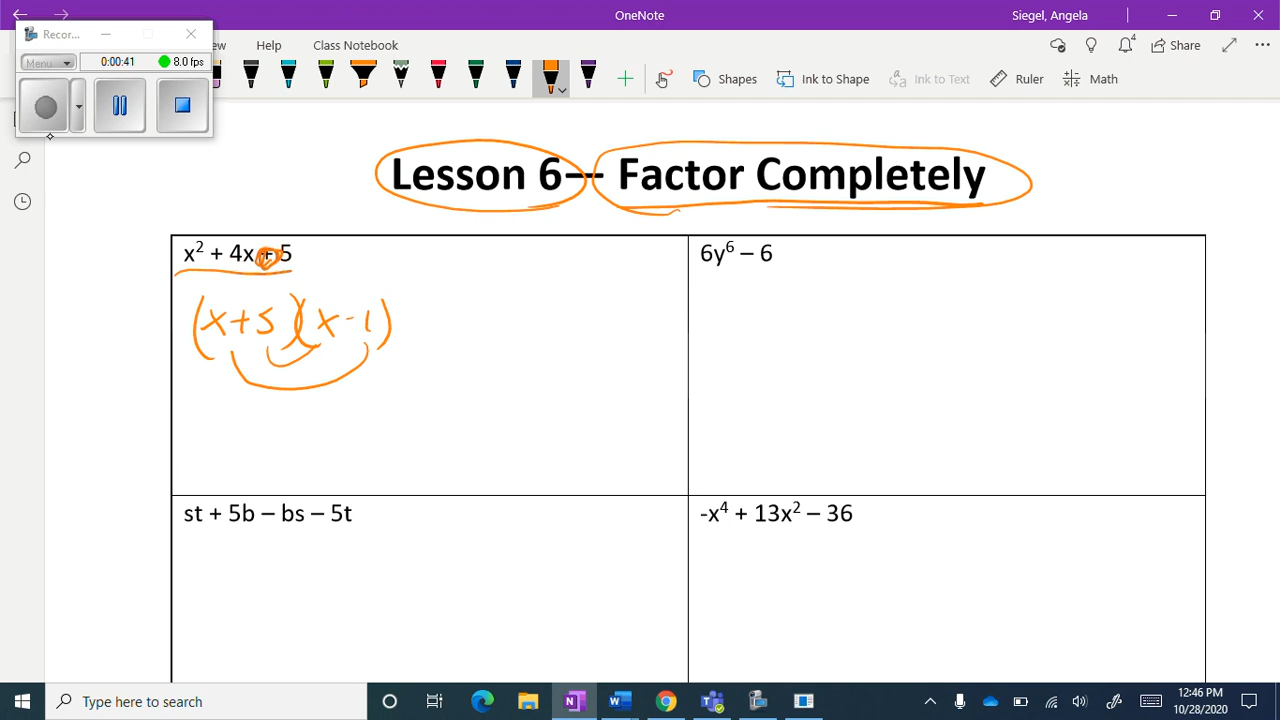 OneNote
Siegel, Angela
Recor...
Menu
0:00:41
8.0 fps
Help
Class Notebook
4
Share
Shapes
Ink to Shape
Ink to Text
Ruler
Math
Lesson 6— Factor Completely
x² + 4x + 5
6y⁶ – 6
(x+5)(x-1)
st + 5b – bs – 5t
-x⁴ + 13x² – 36
Type here to search
12:46 PM
10/28/2020